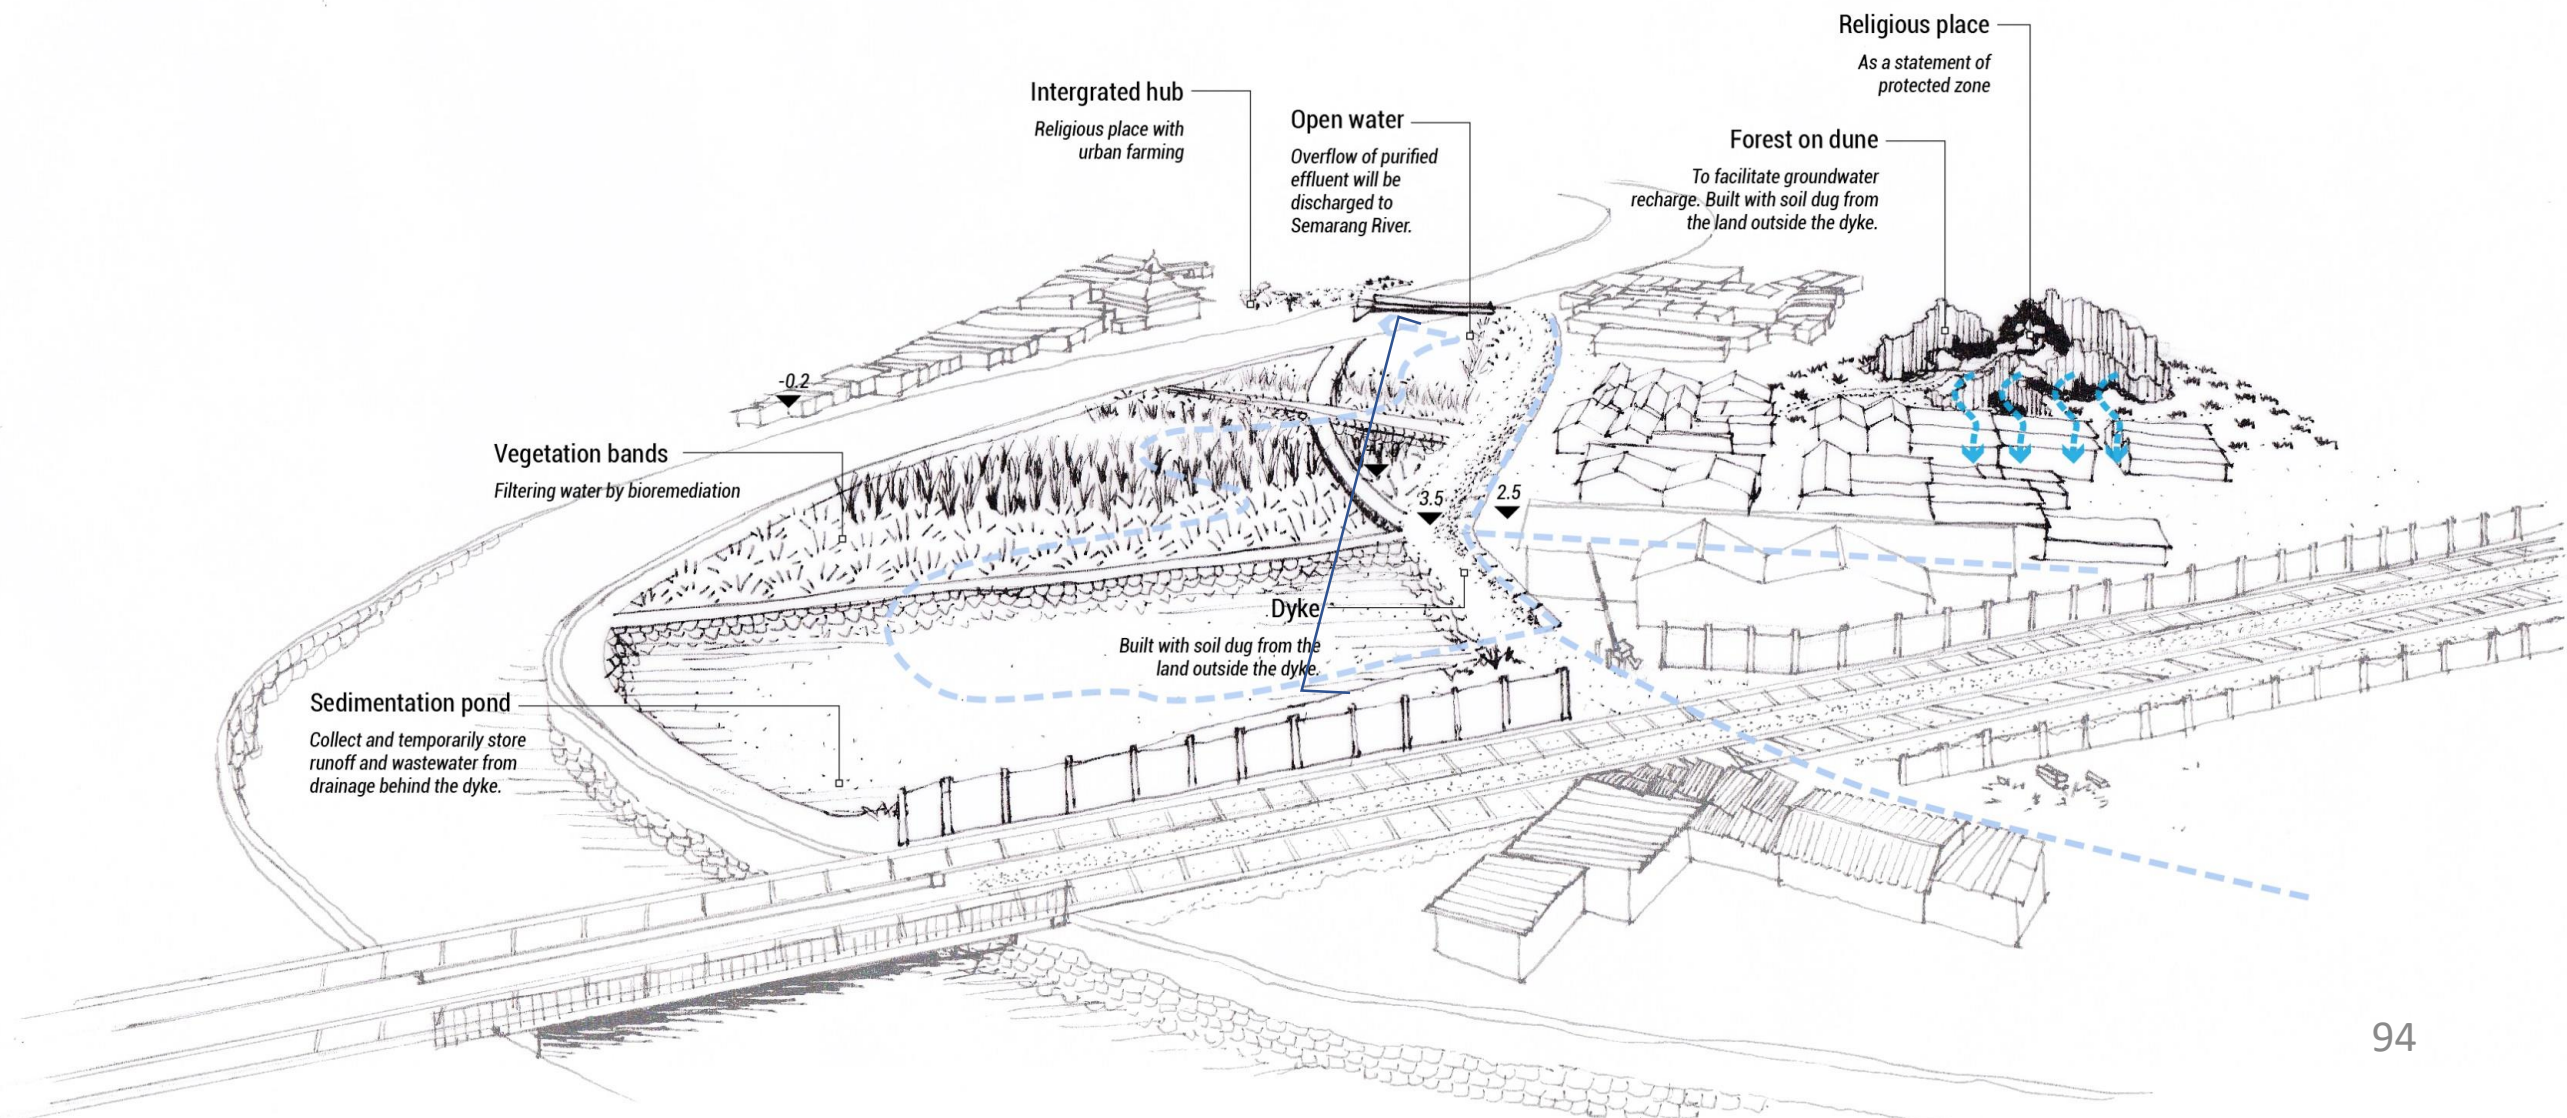 Religious place
As a statement of
protected zone
Intergrated hub
Religious place with
urban farming
Open water
Overflow of purified
effluent will be
discharged to
Semarang River.
Forest on dune
To facilitate groundwater
recharge. Built with soil dug from
the land outside the dyke.
-0.2
Vegetation bands
Filtering water by bioremediation
3.5
2.5
Dyke
Built with soil dug from the
land outside the dyke.
Sedimentation pond
Collect and temporarily store
runoff and wastewater from
drainage behind the dyke.
94